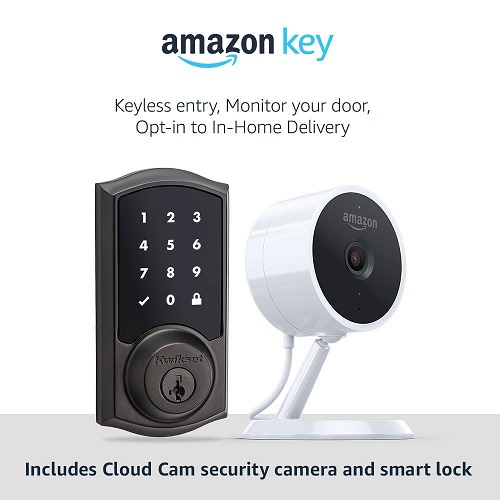 amazon key
Keyless entry, Monitor your door,
Opt-in to In-Home Delivery
amazon
1 2 3
4 5 6
7 8 9
0
Kwikset
Includes Cloud Cam security camera and smart lock